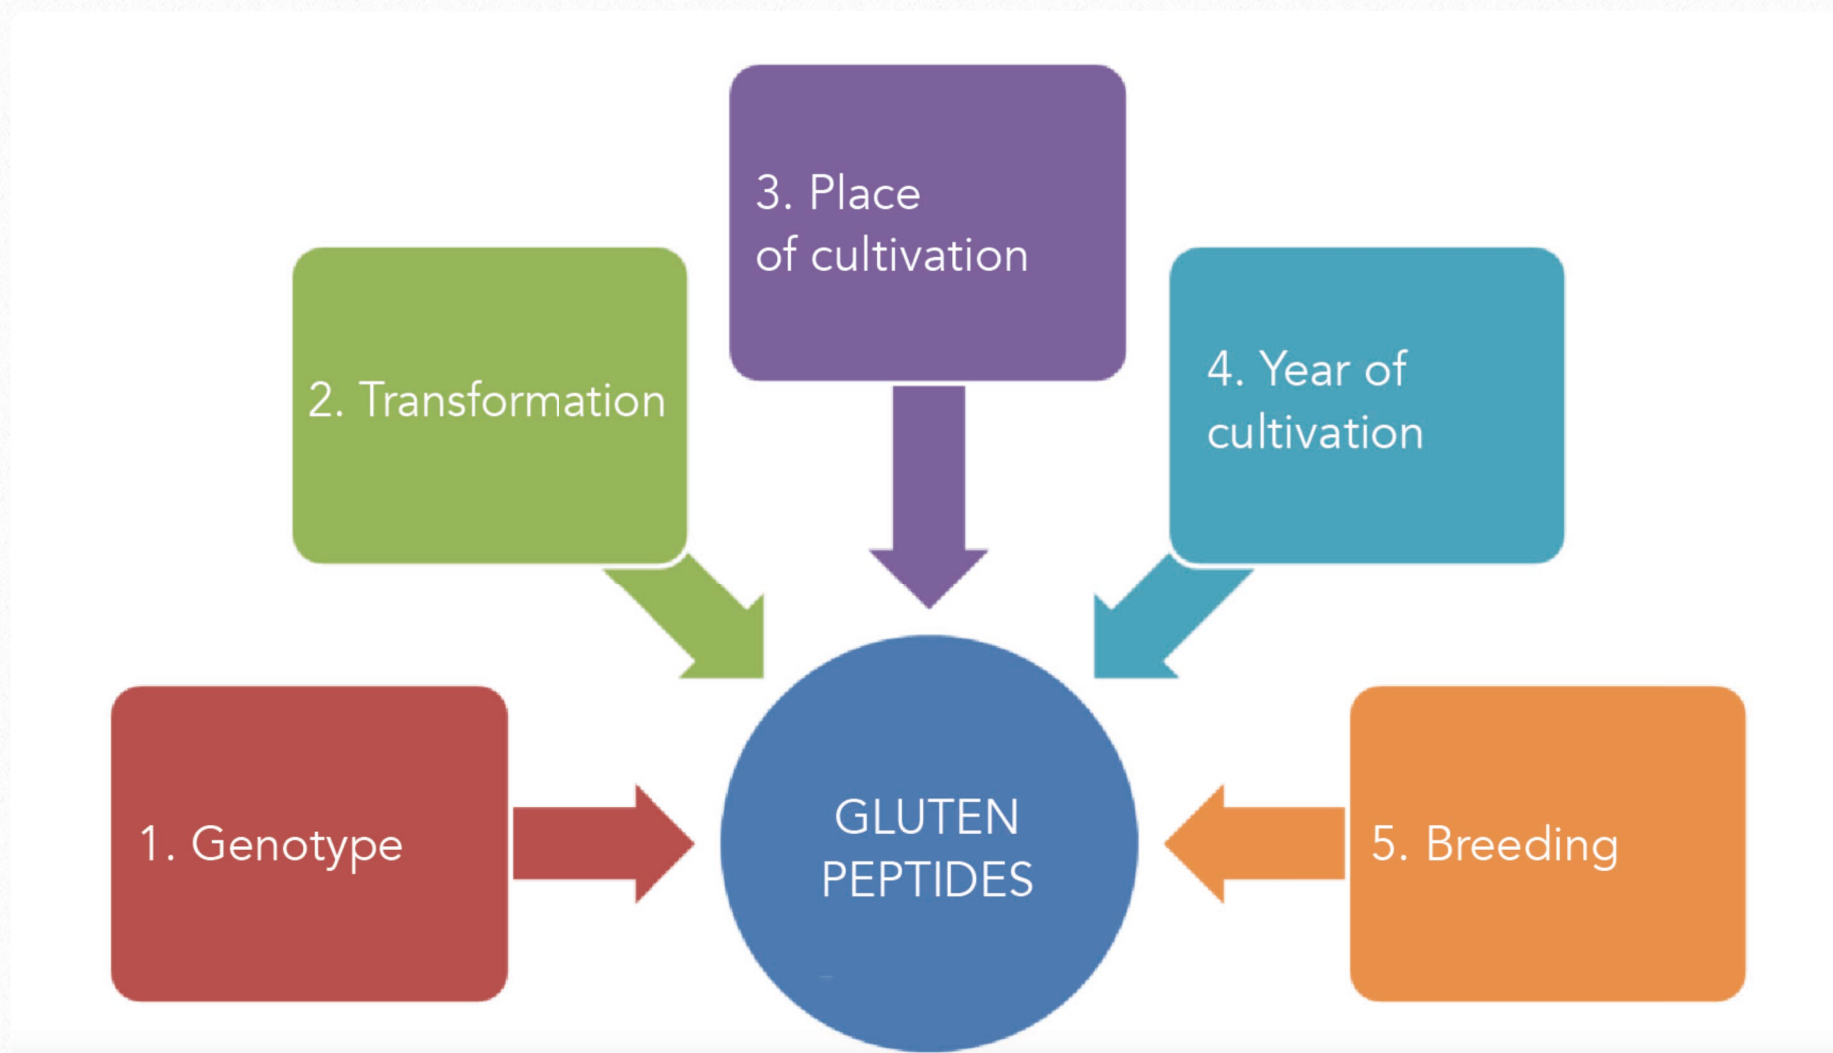 1. Genotype
2. Transformation
3. Place
of cultivation
4. Year of
cultivation
5. Breeding
GLUTEN
PEPTIDES